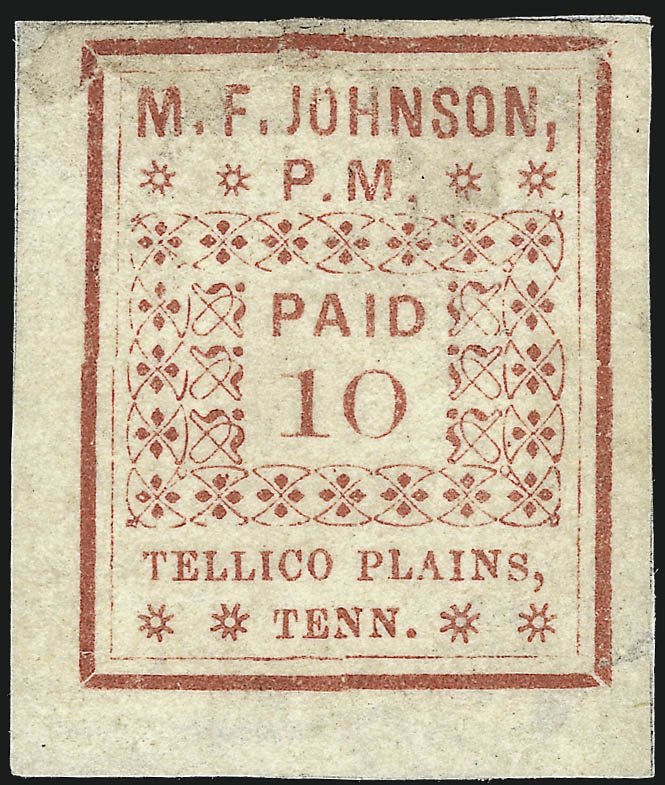 M. F. JOHNSON,
P. M.
PAID
10
TELLICO PLAINS,
TENN.